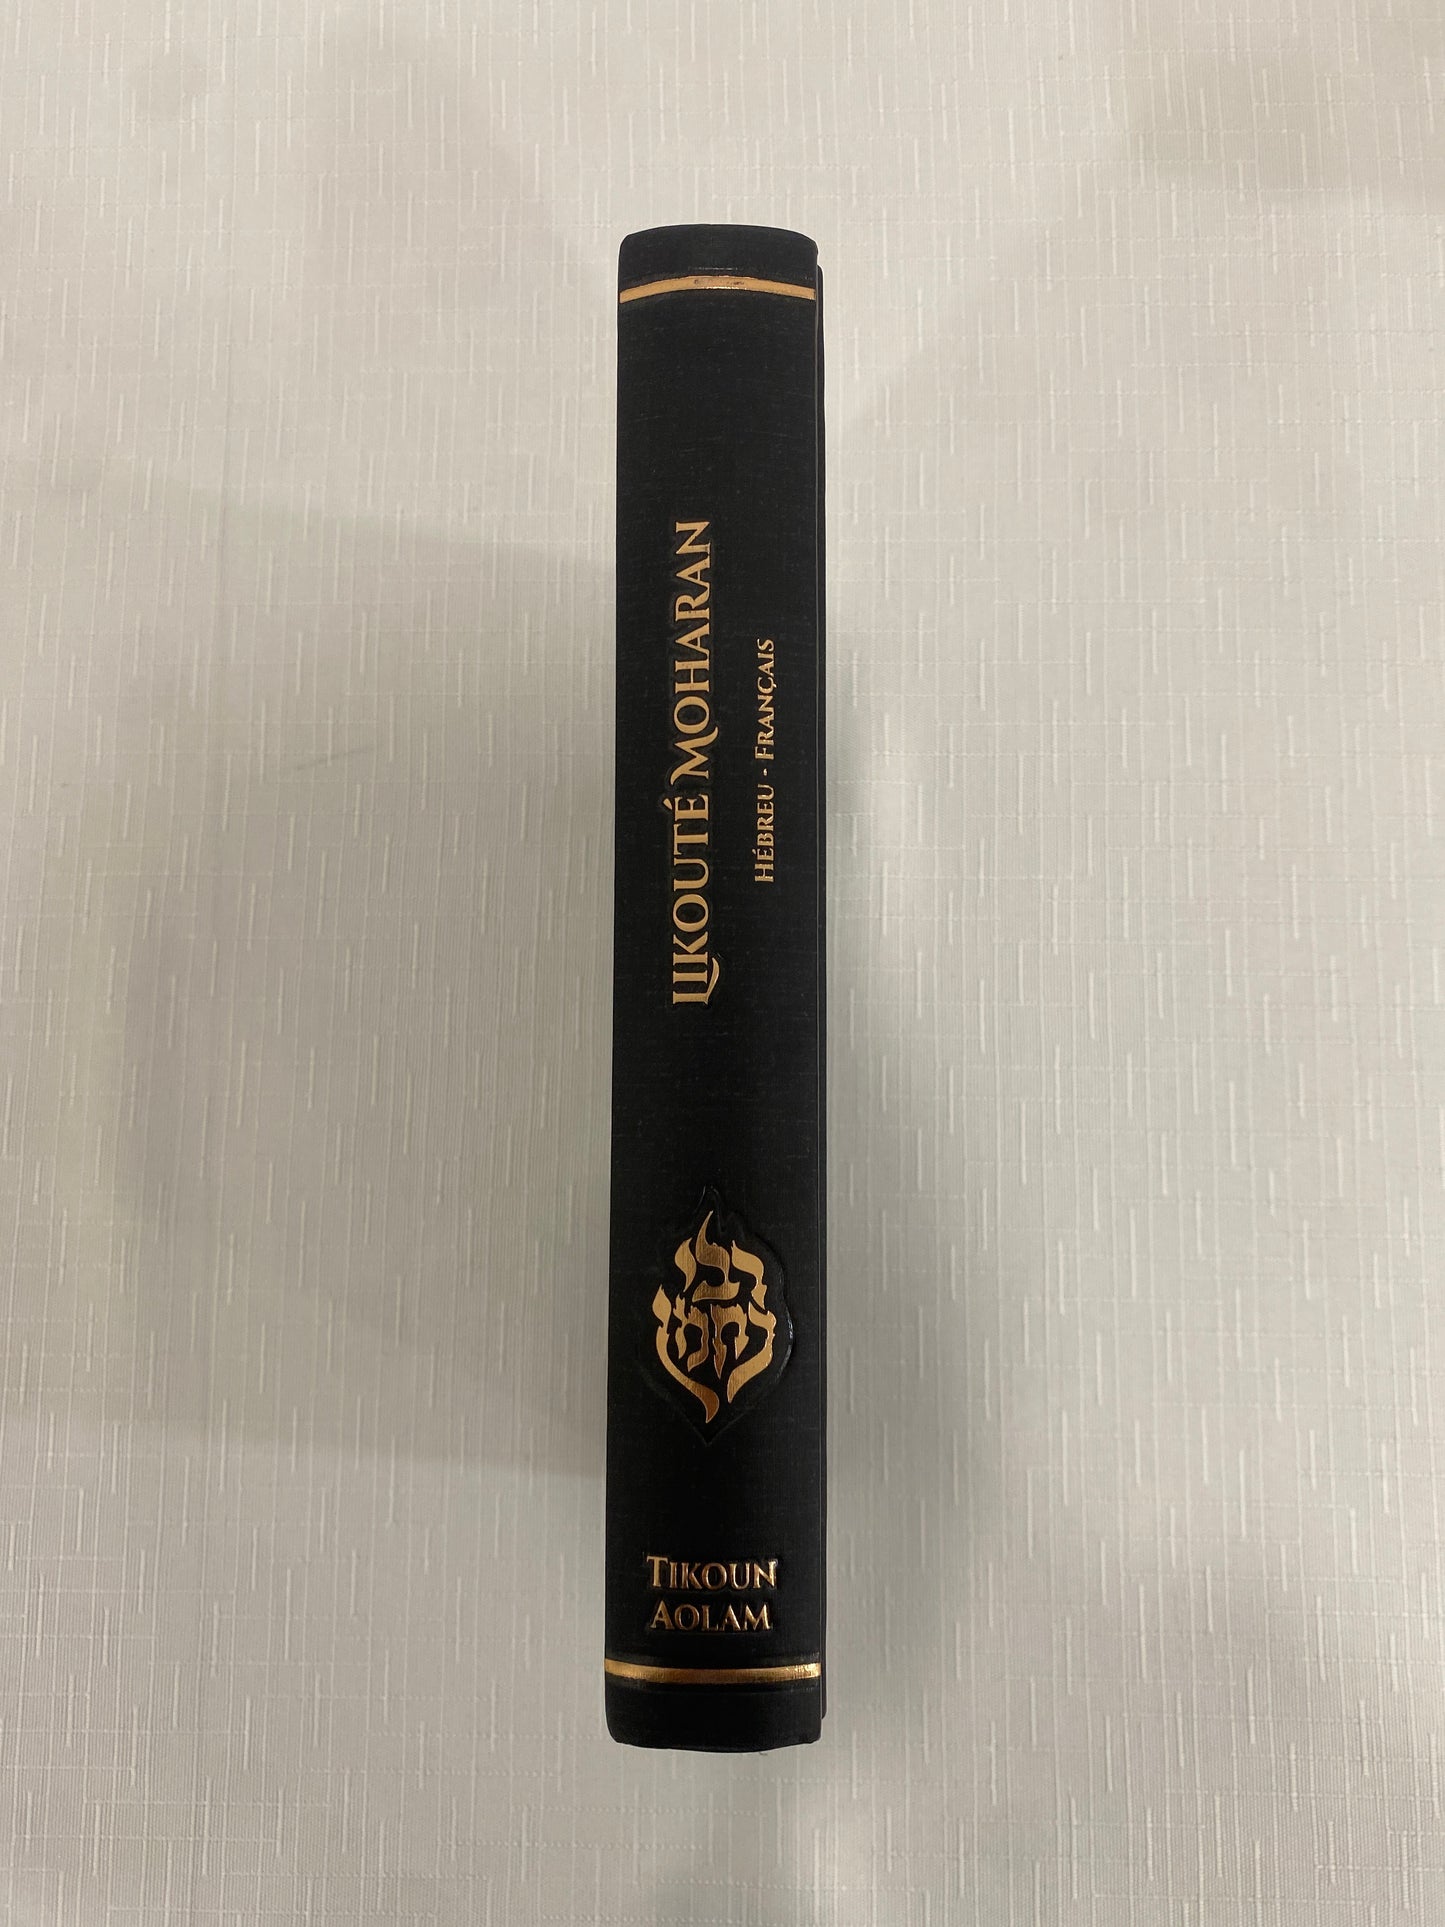 LIKOUTÉ MOHARAN
HÉBREU · FRANÇAIS
TIKOUN
AOLAM